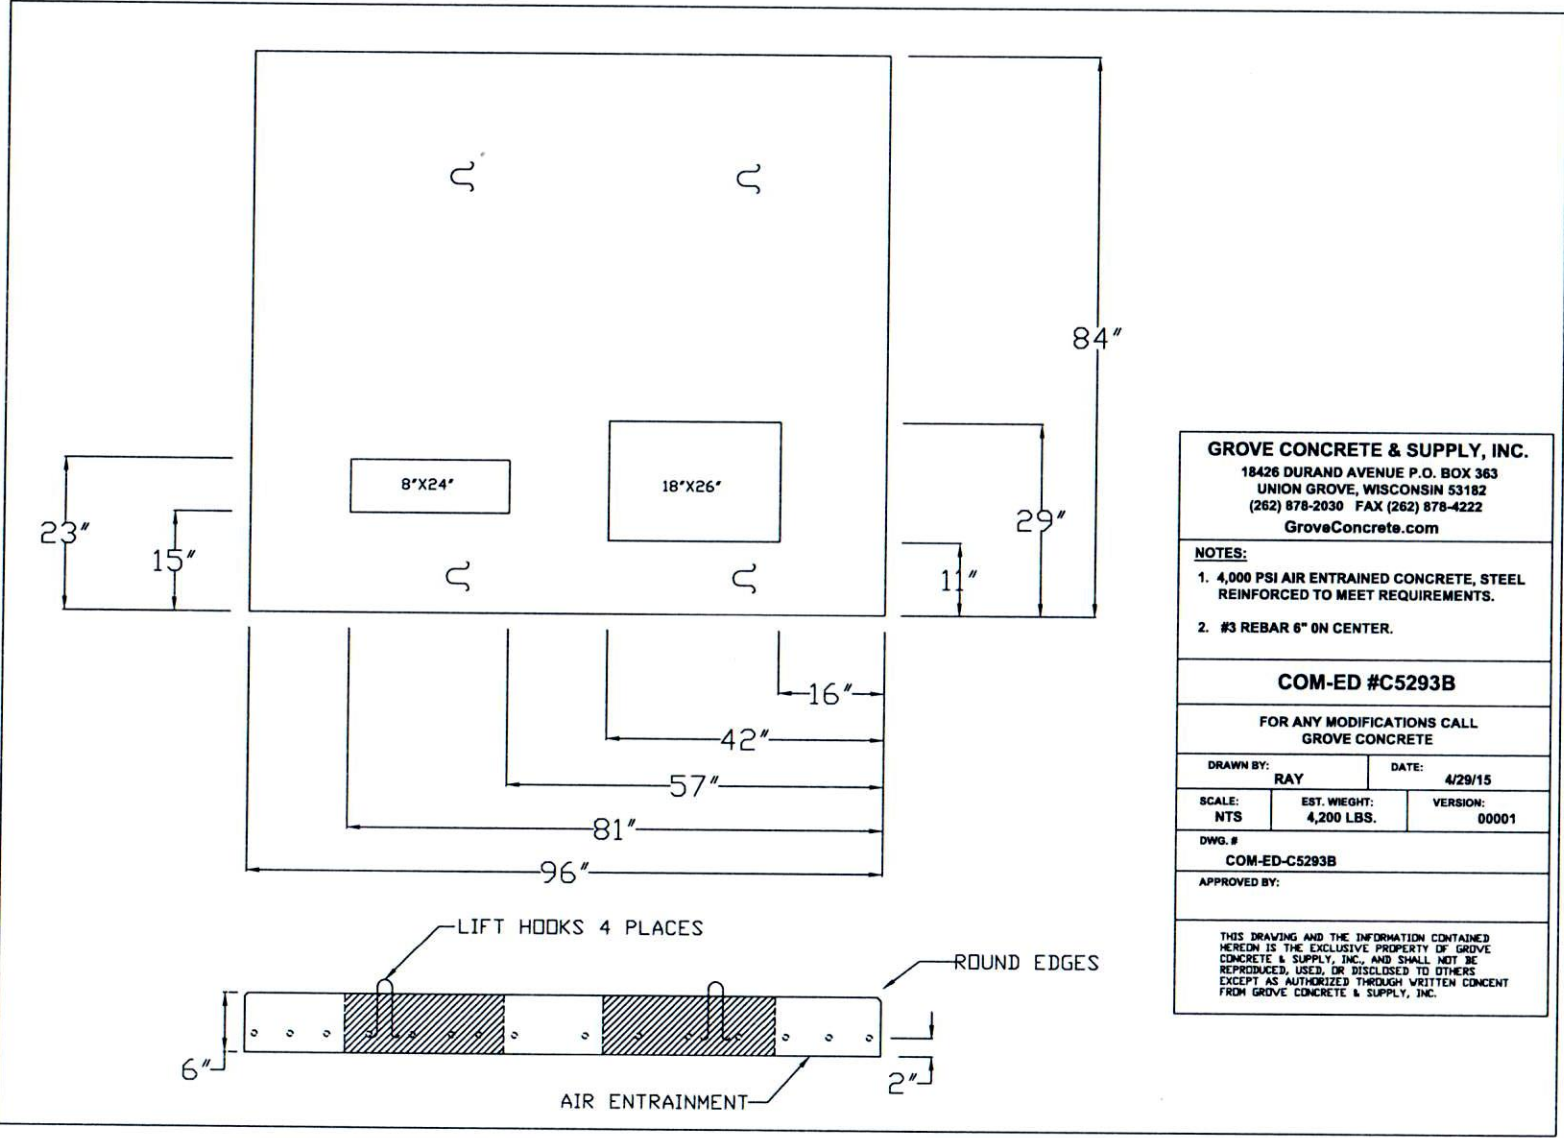 84"
8"X24"
18"X26"
23"
15"
29"
11"
16"
42"
57"
81"
96"
LIFT HOOKS 4 PLACES
ROUND EDGES
6"
2"
AIR ENTRAINMENT
GROVE CONCRETE & SUPPLY, INC.
18426 DURAND AVENUE P.O. BOX 363
UNION GROVE, WISCONSIN 53182
(262) 878-2030 FAX (262) 878-4222
GroveConcrete.com
NOTES:
1. 4,000 PSI AIR ENTRAINED CONCRETE, STEEL
REINFORCED TO MEET REQUIREMENTS.
2. #3 REBAR 6" ON CENTER.
COM-ED #C5293B
FOR ANY MODIFICATIONS CALL
GROVE CONCRETE
DRAWN BY:
RAY
DATE:
4/29/15
SCALE:
NTS
EST. WIEGHT:
4,200 LBS.
VERSION:
00001
DWG. #
COM-ED-C5293B
APPROVED BY:
THIS DRAWING AND THE INFORMATION CONTAINED
HEREON IS THE EXCLUSIVE PROPERTY OF GROVE
CONCRETE & SUPPLY, INC., AND SHALL NOT BE
REPRODUCED, USED, OR DISCLOSED TO OTHERS
EXCEPT AS AUTHORIZED THROUGH WRITTEN CONCENT
FROM GROVE CONCRETE & SUPPLY, INC.